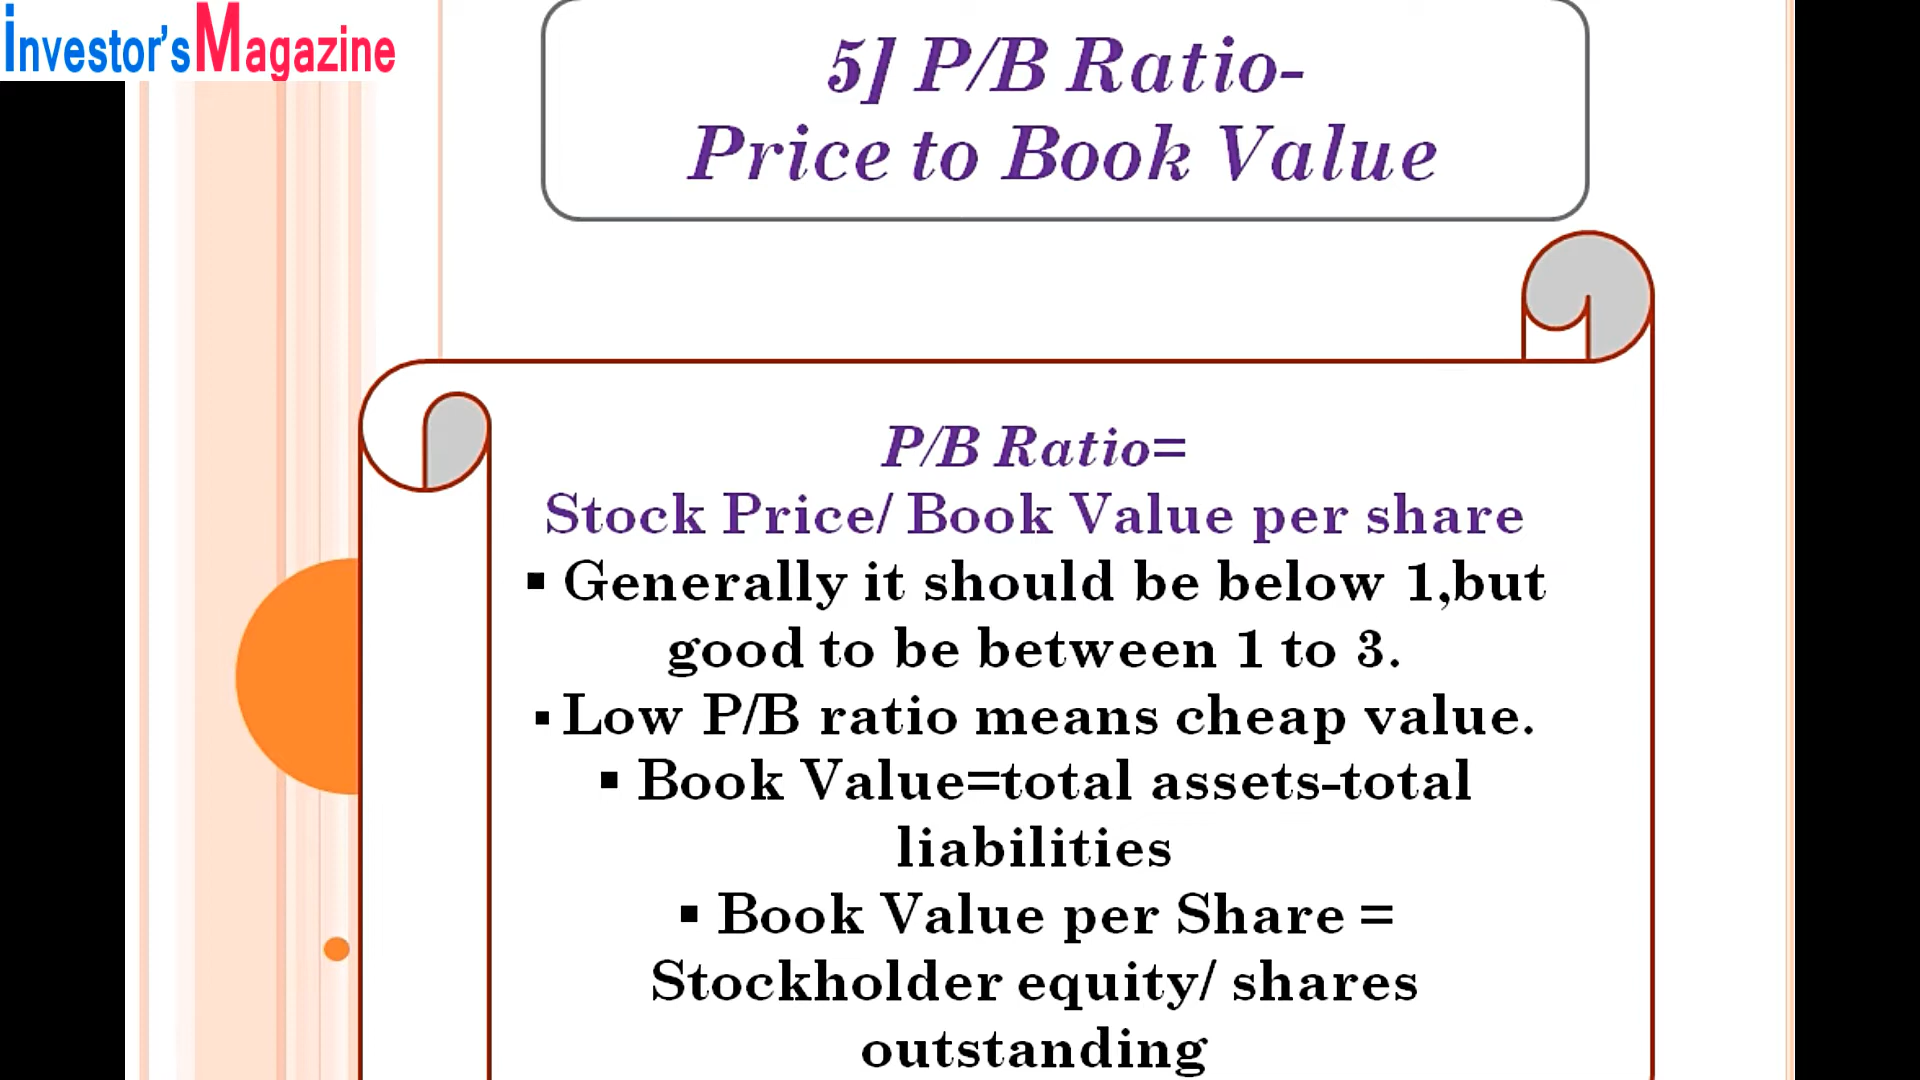 Investor's Magazine
5] P/B Ratio-
Price to Book Value
P/B Ratio=
Stock Price/ Book Value per share
▪ Generally it should be below 1,but
good to be between 1 to 3.
▪ Low P/B ratio means cheap value.
▪ Book Value=total assets-total
liabilities
▪ Book Value per Share =
Stockholder equity/ shares
outstanding